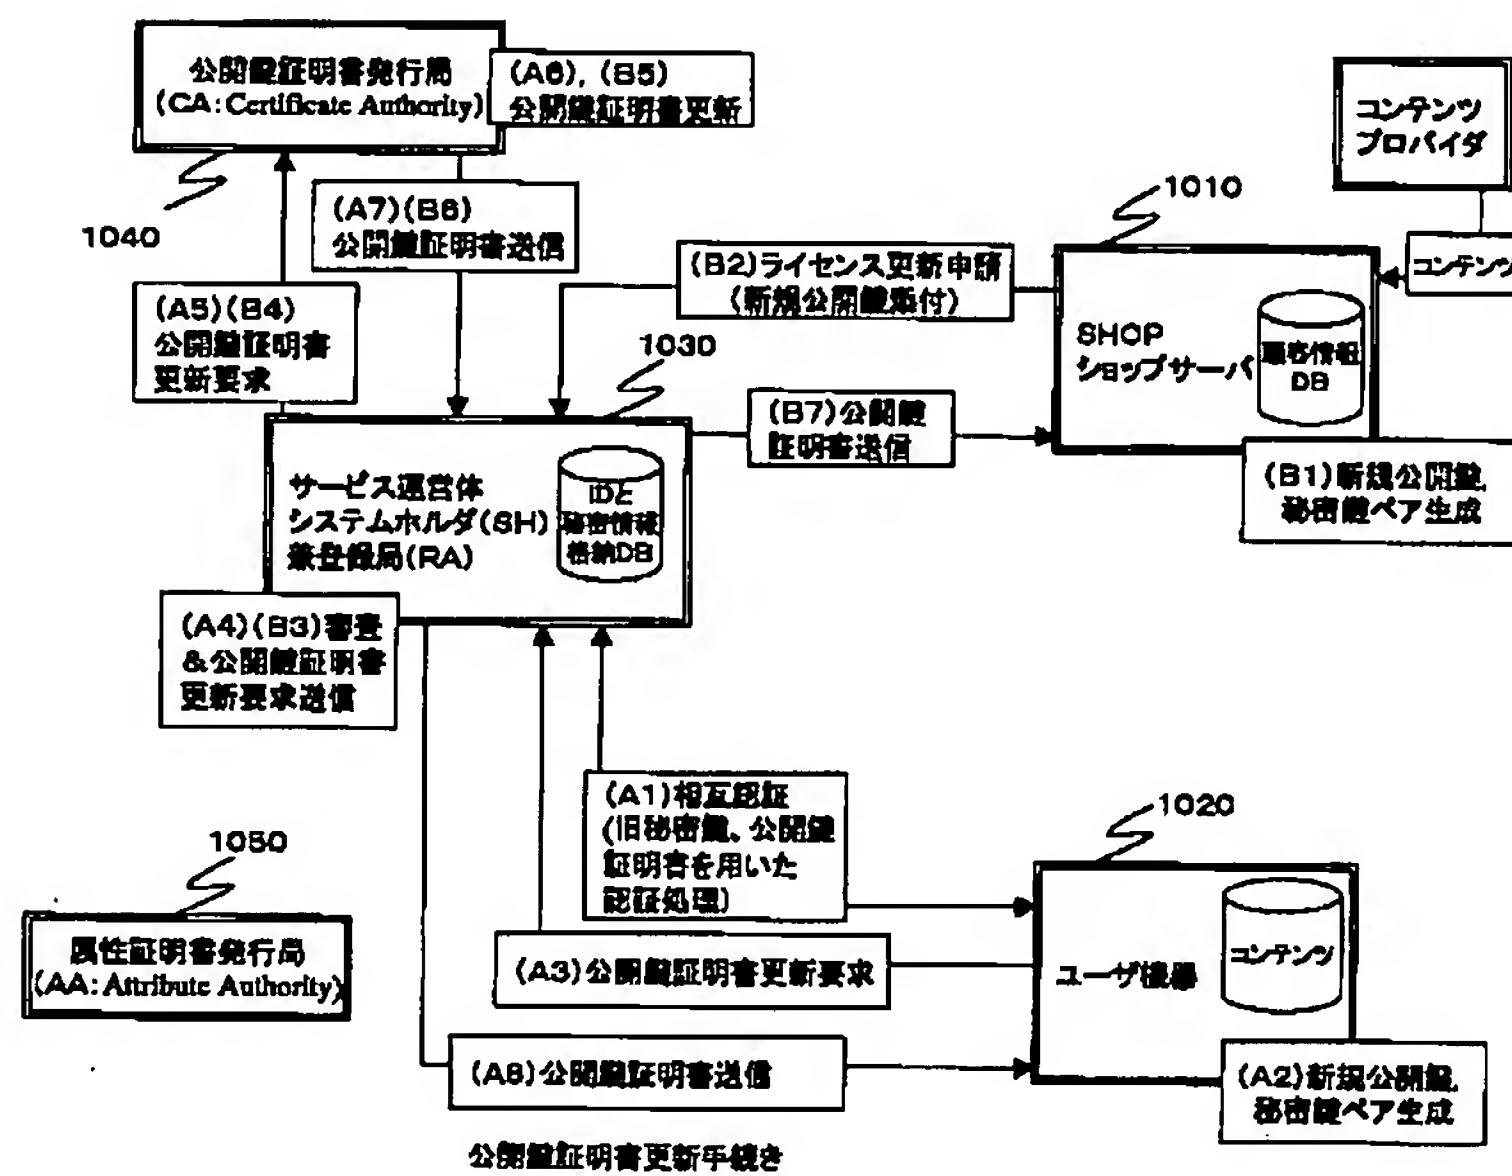 公開鍵証明書発行局
(CA: Certificate Authority)
(A6), (B5)
公開鍵証明書更新
コンテンツ
プロバイダ
1040
(A7)(B6)
公開鍵証明書送信
1010
コンテンツ
(A5)(B4)
公開鍵証明書
更新要求
(B2)ライセンス更新申請
(新規公開鍵添付)
SHOP
ショップサーバ
顧客情報
DB
1030
(B7)公開鍵
証明書送信
(B1)新規公開鍵、
秘密鍵ペア生成
サービス運営体
システムホルダ(SH)
兼登録局(RA)
IDと
秘密情報
格納DB
(A4)(B3)審査
&公開鍵証明書
更新要求送信
(A1)相互認証
(旧秘密鍵、公開鍵
証明書を用いた
認証処理)
1020
1050
属性証明書発行局
(AA: Attribute Authority)
(A3)公開鍵証明書更新要求
ユーザ機器
コンテンツ
(A8)公開鍵証明書送信
(A2)新規公開鍵、
秘密鍵ペア生成
公開鍵証明書更新手続き